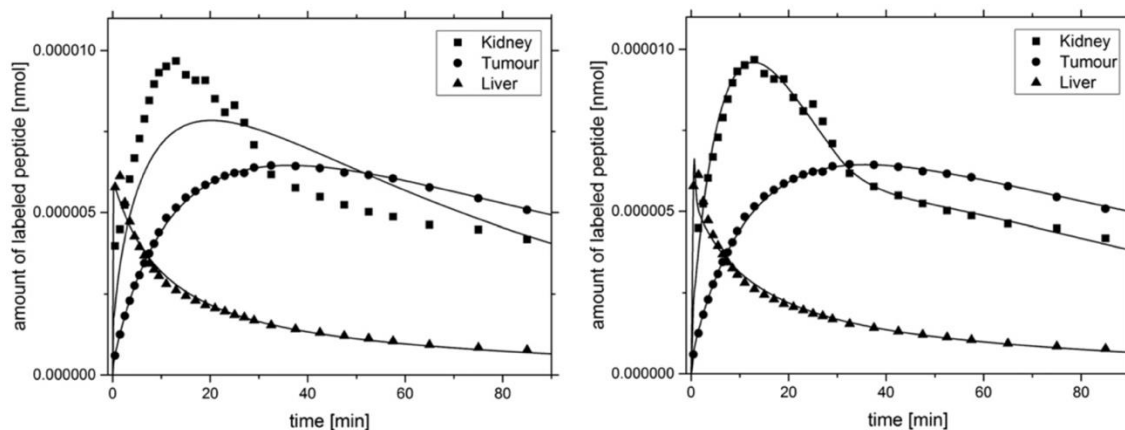 amount of labeled peptide [nmol]
0.000010
0.000005
0.000000
Kidney
Tumour
Liver
0
20
40
60
80
time [min]
amount of labeled peptide [nmol]
0.000010
0.000005
0.000000
Kidney
Tumour
Liver
0
20
40
60
80
time [min]